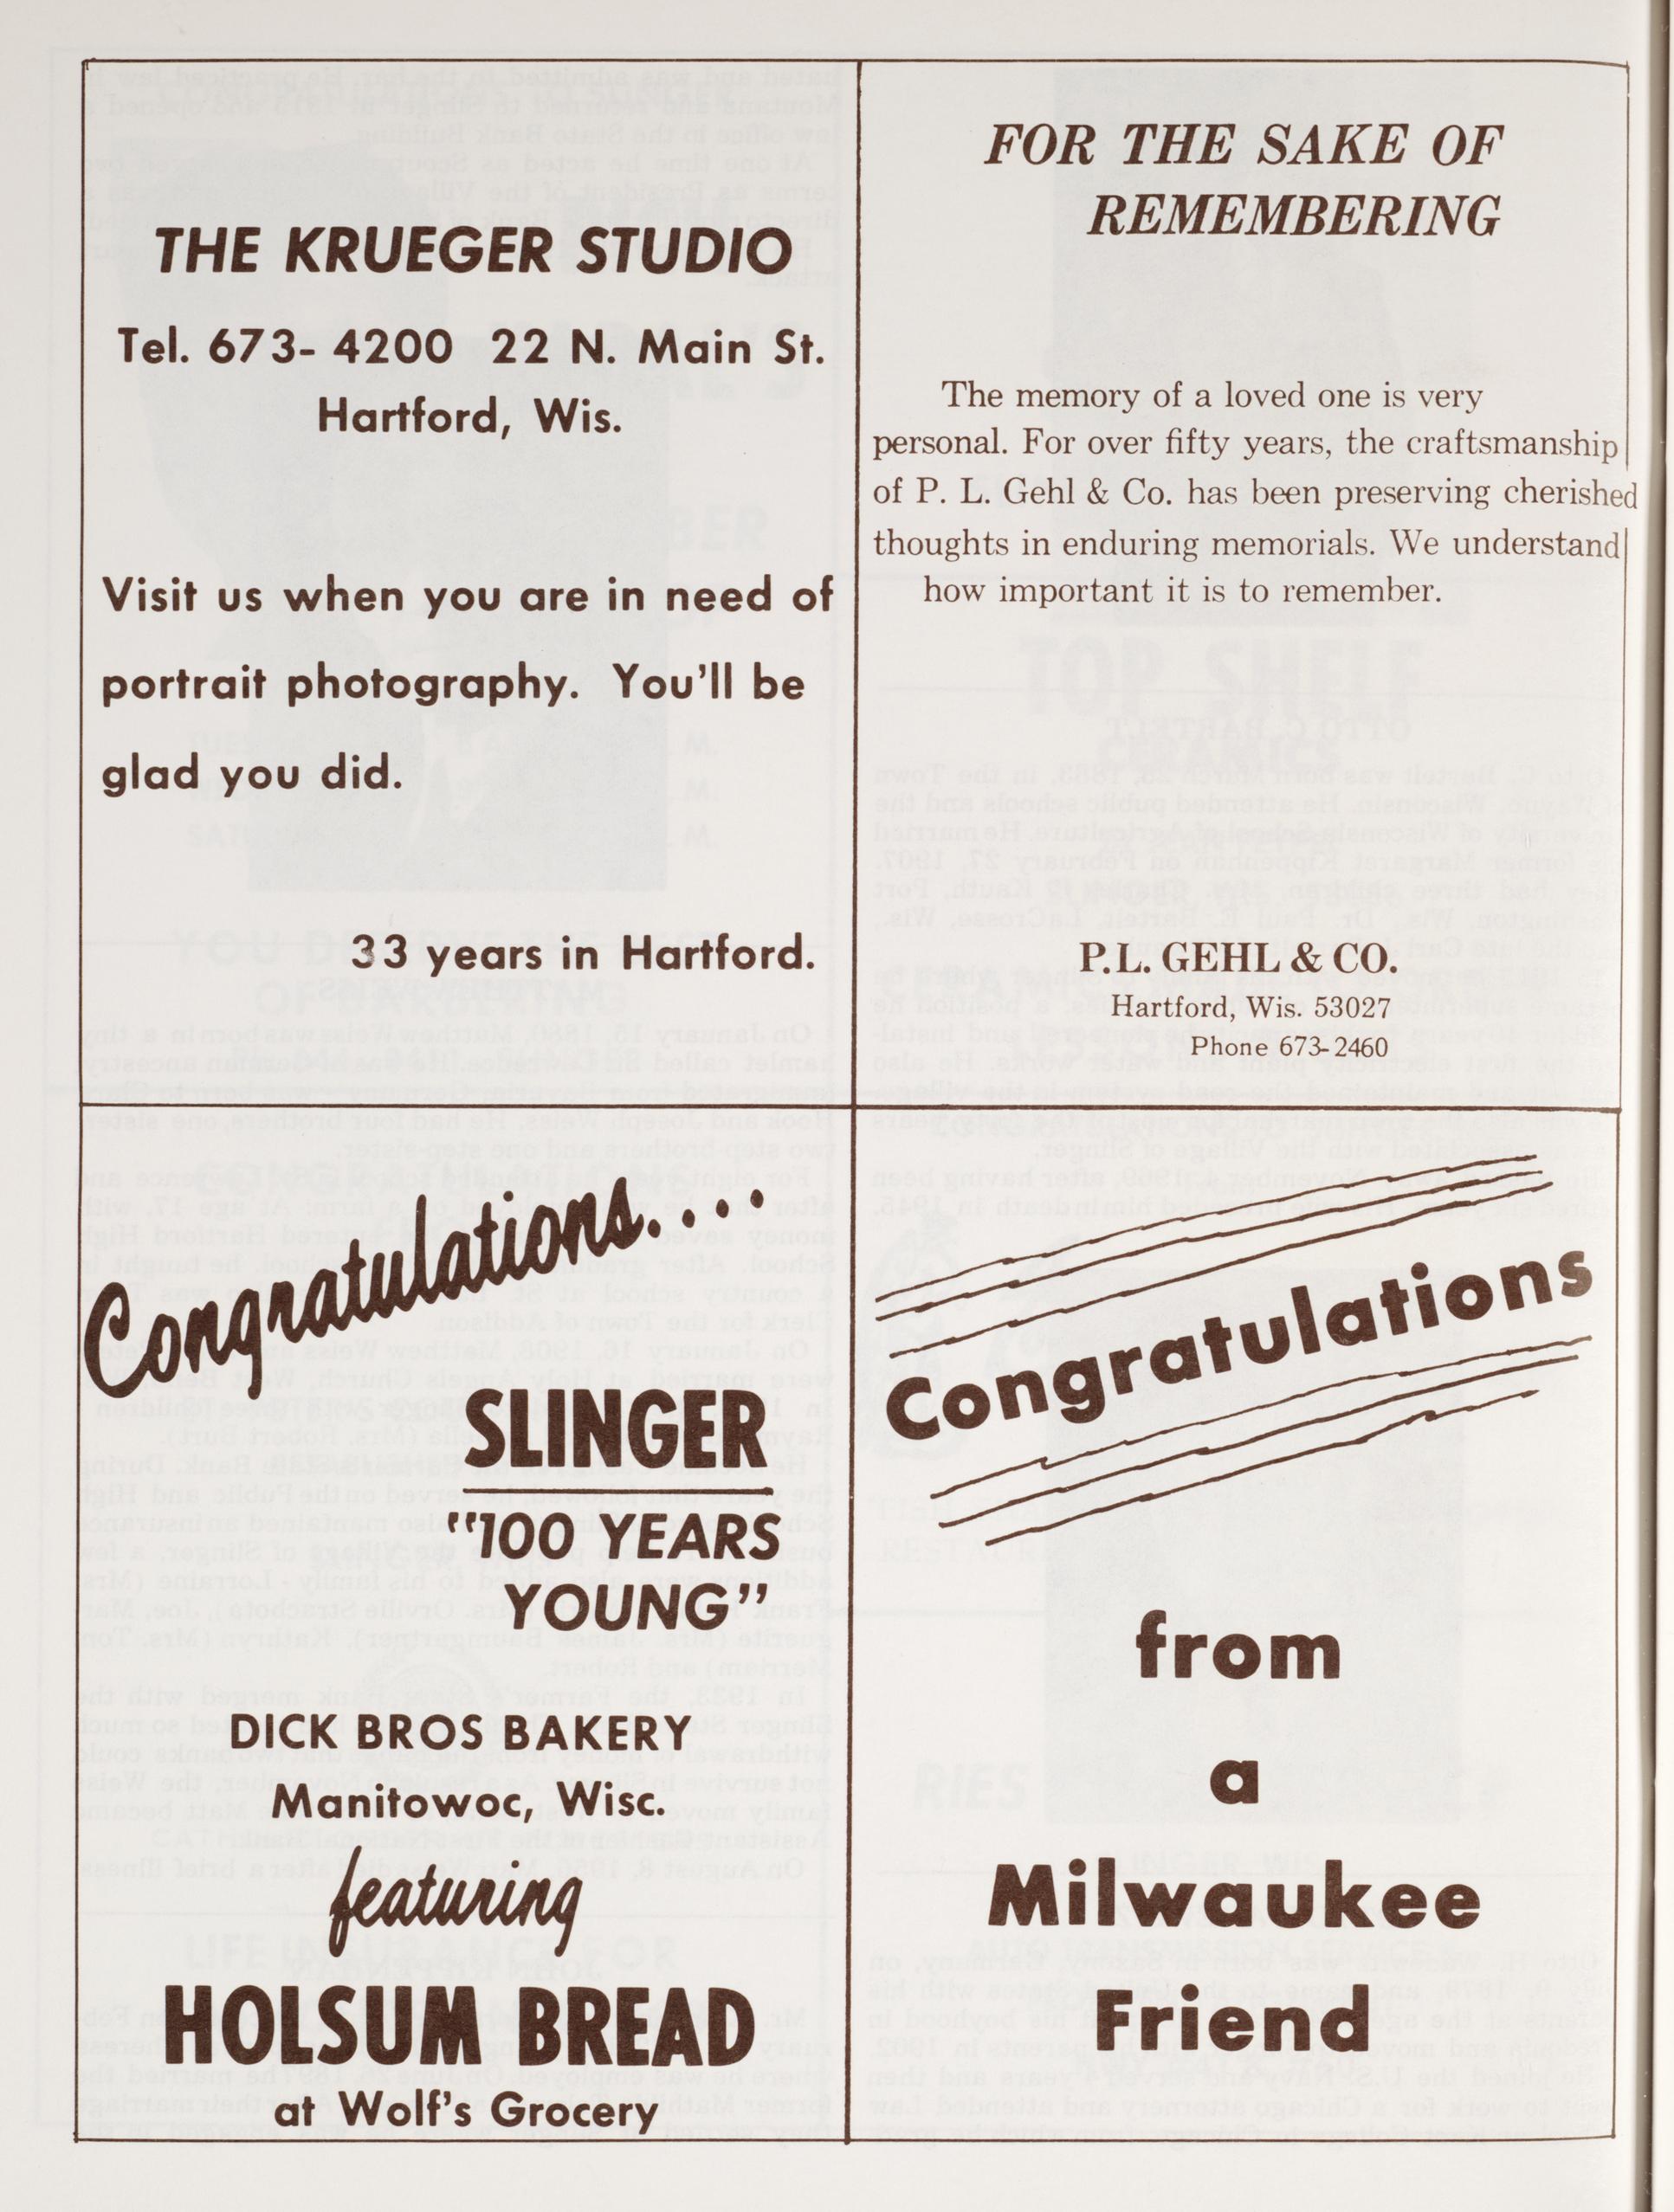 THE KRUEGER STUDIO
Tel. 673- 4200 22 N. Main St.
Hartford, Wis.
Visit us when you are in need of
portrait photography. You'll be
glad you did.
33 years in Hartford.
FOR THE SAKE OF
REMEMBERING
The memory of a loved one is very
personal. For over fifty years, the craftsmanship
of P. L. Gehl & Co. has been preserving cherished
thoughts in enduring memorials. We understand
how important it is to remember.
P.L. GEHL & CO.
Hartford, Wis. 53027
Phone 673-2460
Congratulations....
SLINGER
"100 YEARS
YOUNG"
DICK BROS BAKERY
Manitowoc, Wisc.
featuring
HOLSUM BREAD
at Wolf's Grocery
Congratulations
from
a
Milwaukee
Friend